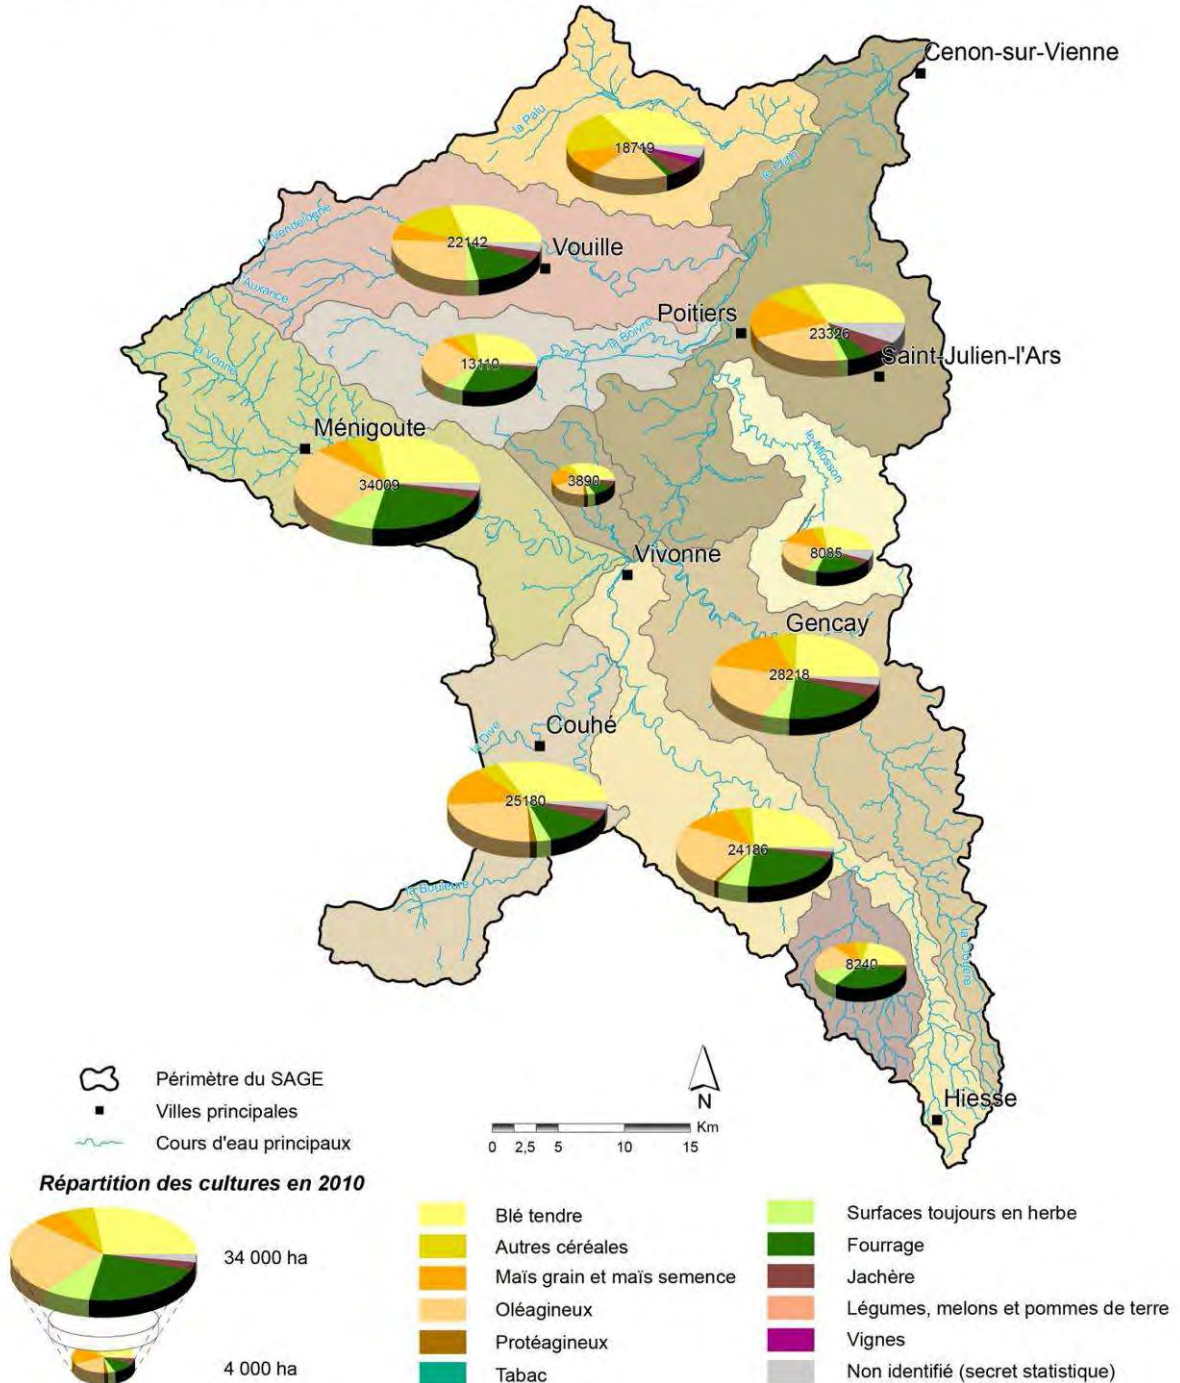 Cenon-sur-Vienne
la Palu
18719
le Clain
la Vendelogne
22142
Vouille
l'Auxance
Poitiers
23326
la Boivre
Saint-Julien-l'Ars
la Vonne
13110
Ménigoute
le Miosson
34009
3890
8085
Vivonne
Gencay
28218
Couhé
la Dive
25180
24186
la Bouleure
8240
la Clouère
Hiesse
Périmètre du SAGE
Villes principales
Cours d'eau principaux
N
Km
0 2,5 5 10 15
Répartition des cultures en 2010
34 000 ha
4 000 ha
Blé tendre
Autres céréales
Maïs grain et maïs semence
Oléagineux
Protéagineux
Tabac
Surfaces toujours en herbe
Fourrage
Jachère
Légumes, melons et pommes de terre
Vignes
Non identifié (secret statistique)